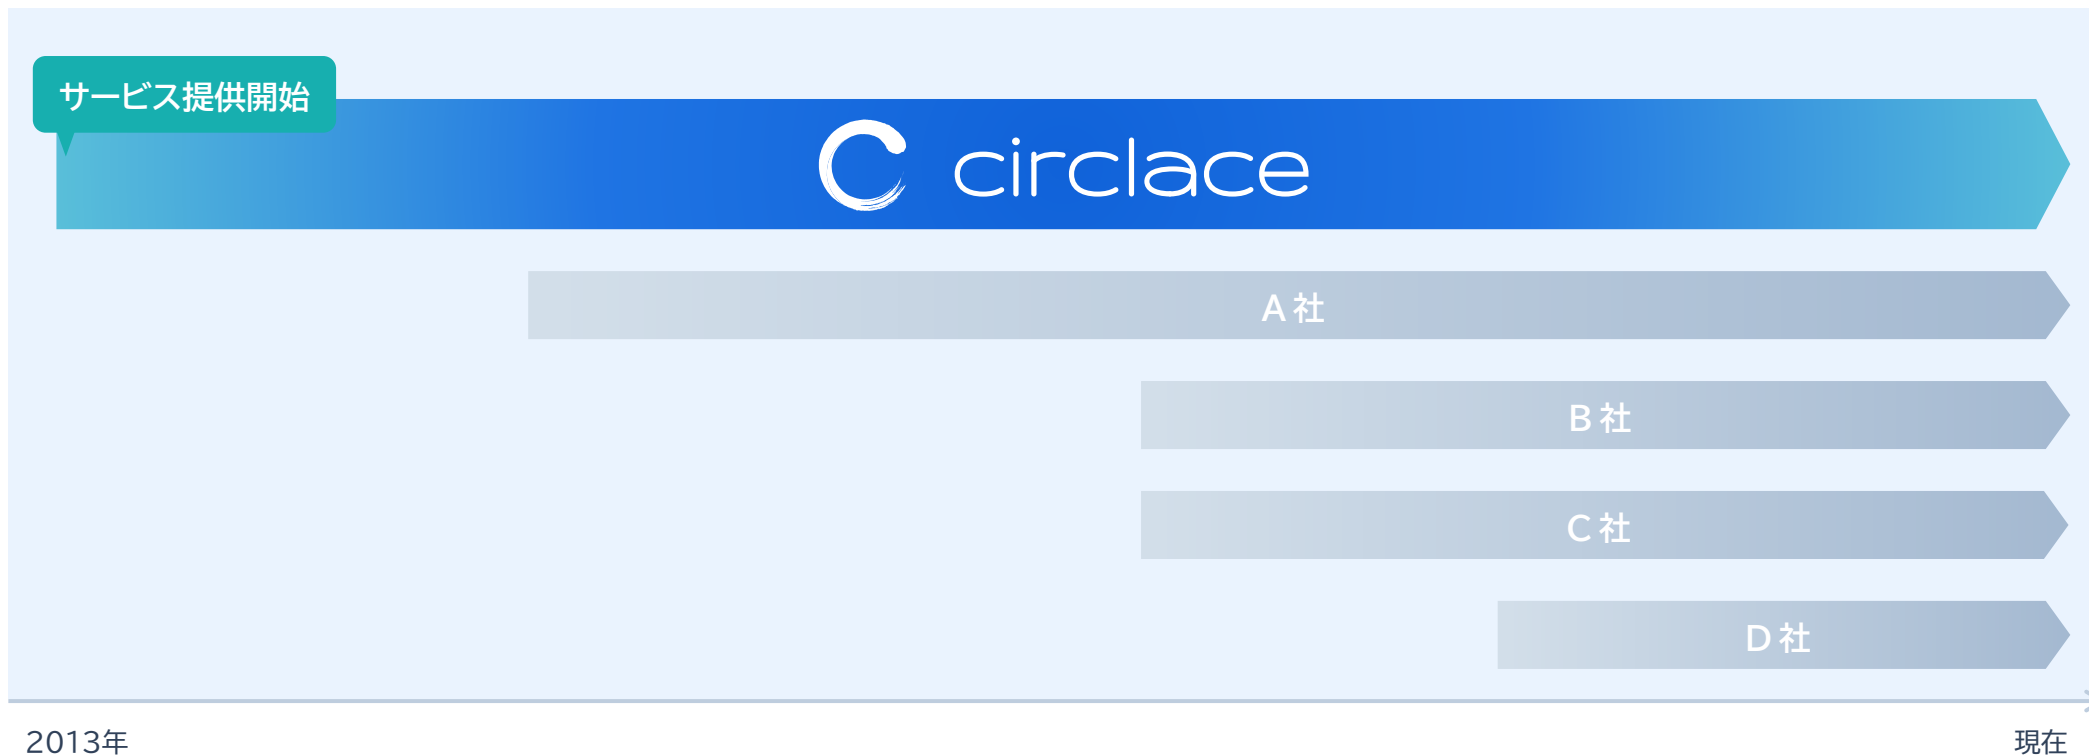 サービス提供開始
circlace
A社
B社
C社
D社
2013年
現在